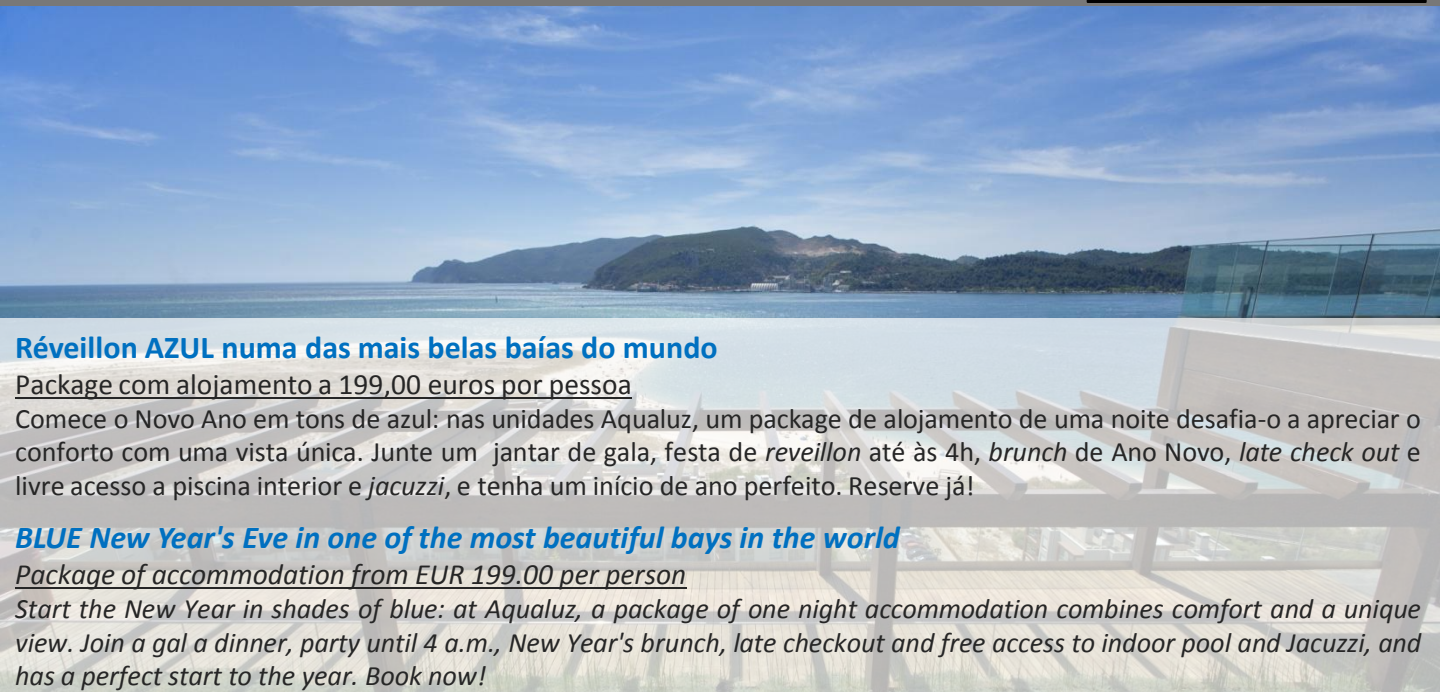 Réveillon AZUL numa das mais belas baías do mundo
Package com alojamento a 199,00 euros por pessoa
Comece o Novo Ano em tons de azul: nas unidades Aqualuz, um package de alojamento de uma noite desafia-o a apreciar o
conforto com uma vista única. Junte um  jantar de gala, festa de reveillon até às 4h, brunch de Ano Novo, late check out e
livre acesso a piscina interior e jacuzzi, e tenha um início de ano perfeito. Reserve já!
BLUE New Year's Eve in one of the most beautiful bays in the world
Package of accommodation from EUR 199.00 per person
Start the New Year in shades of blue: at Aqualuz, a package of one night accommodation combines comfort and a unique
view. Join a gal a dinner, party until 4 a.m., New Year's brunch, late checkout and free access to indoor pool and Jacuzzi, and
has a perfect start to the year. Book now!